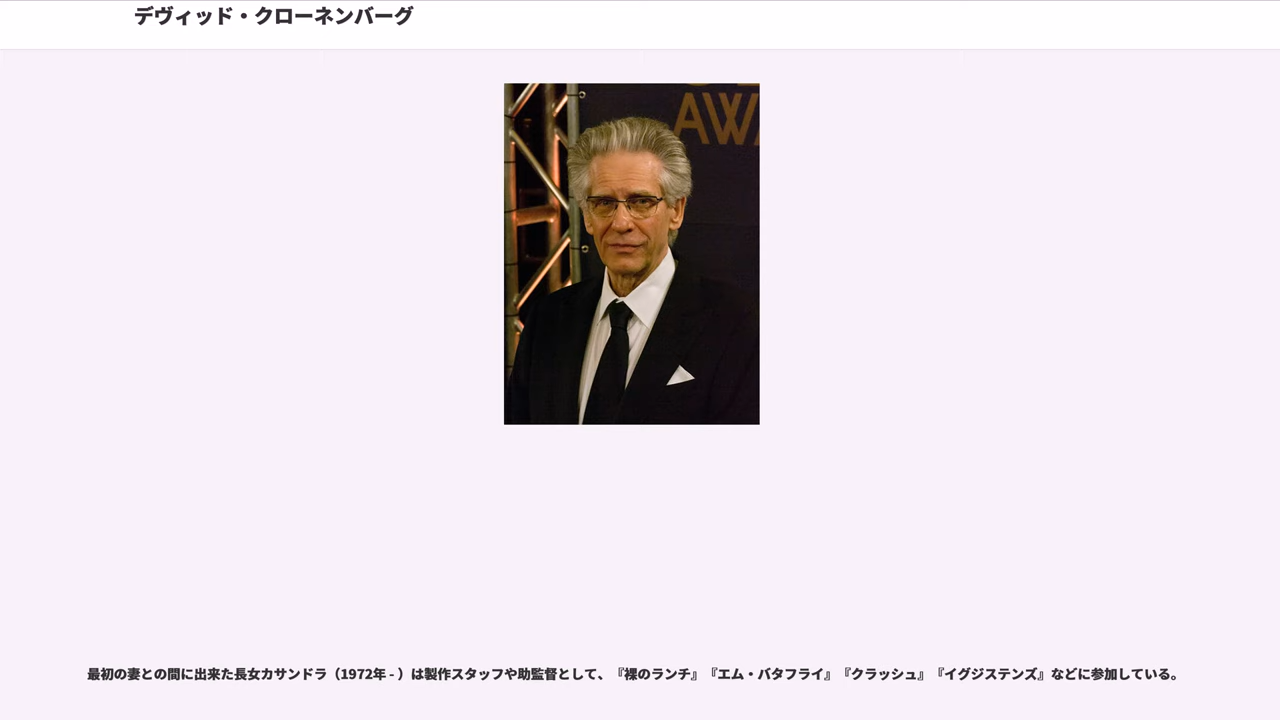 デヴィッド・クローネンバーグ
AWA
最初の妻との間に出来た長女カサンドラ（1972年 - ）は製作スタッフや助監督として、『裸のランチ』『エム・バタフライ』『クラッシュ』『イグジステンズ』などに参加している。